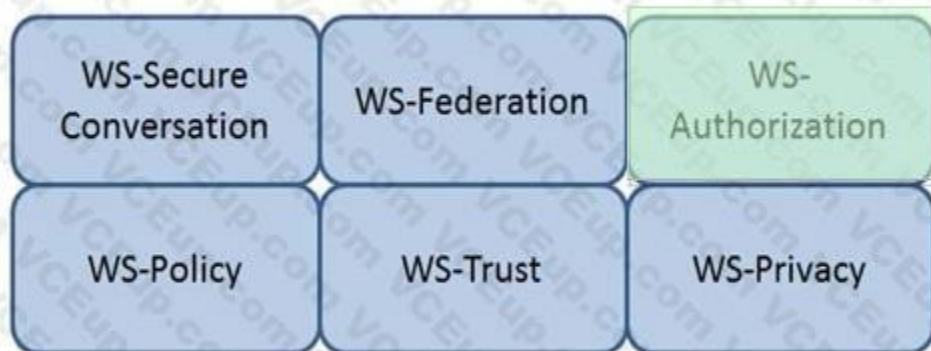 WS-Secure
Conversation
WS-Federation
WS-
Authorization
WS-Policy
WS-Trust
WS-Privacy